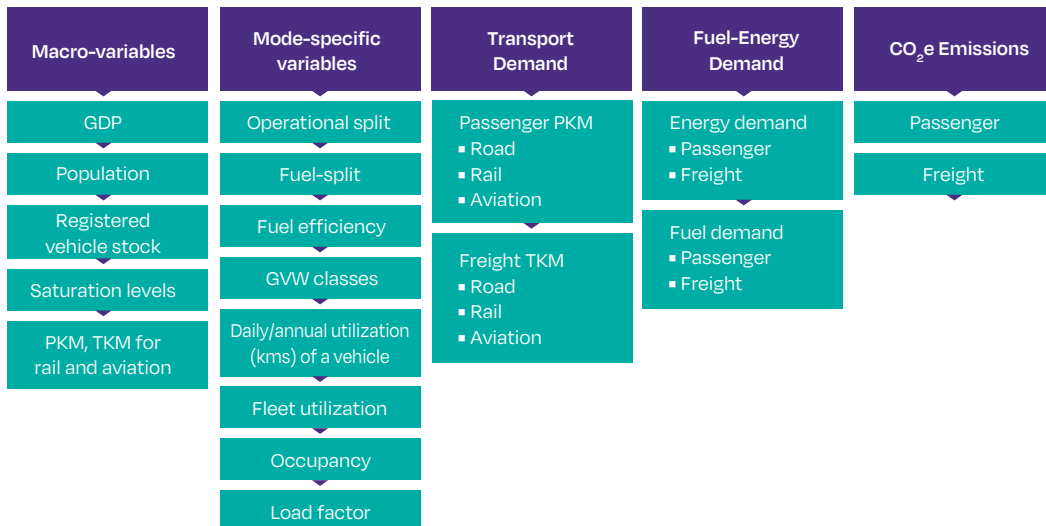 Macro-variables
GDP
Population
Registered
vehicle stock
Saturation levels
PKM, TKM for
rail and aviation
Mode-specific
variables
Operational split
Fuel-split
Fuel efficiency
GVW classes
Daily/annual utilization
(kms) of a vehicle
Fleet utilization
Occupancy
Load factor
Transport
Demand
Passenger PKM
▪ Road
▪ Rail
▪ Aviation
Freight TKM
▪ Road
▪ Rail
▪ Aviation
Fuel-Energy
Demand
Energy demand
▪ Passenger
▪ Freight
Fuel demand
▪ Passenger
▪ Freight
CO₂e Emissions
Passenger
Freight